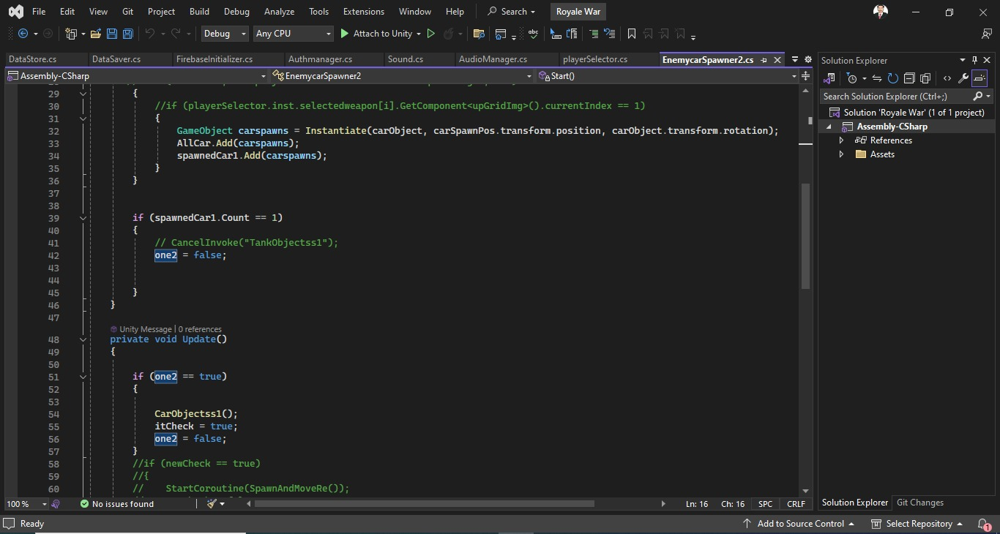 File Edit View Git Project Build Debug Analyze Tools Extensions Window Help Search Royale War
Debug Any CPU Attach to Unity abc
DataStore.cs DataSaver.cs FirebaseInitializer.cs Authmanager.cs Sound.cs AudioManager.cs playerSelector.cs EnemycarSpawner2.cs
Assembly-CSharp EnemycarSpawner2 Start()
29 {
30 //if (playerSelector.inst.selectedweapon[i].GetComponent<upGridImg>().currentIndex == 1)
31 {
32 GameObject carspawns = Instantiate(carObject, carSpawnPos.transform.position, carObject.transform.rotation);
33 AllCar.Add(carspawns);
34 spawnedCar1.Add(carspawns);
35 }
36 }
37
38
39 if (spawnedCar1.Count == 1)
40 {
41 // CancelInvoke("TankObjectss1");
42 one2 = false;
43
44
45 }
46 }
47
Unity Message | 0 references
48 private void Update()
49 {
50
51 if (one2 == true)
52 {
53
54 CarObjectss1();
55 itCheck = true;
56 one2 = false;
57 }
58 //if (newCheck == true)
59 //{
60 // StartCoroutine(SpawnAndMoveRe());
100 % No issues found Ln: 16 Ch: 16 SPC CRLF
Solution Explorer
Search Solution Explorer (Ctrl+;)
Solution 'Royale War' (1 of 1 project)
Assembly-CSharp
References
Assets
Solution Explorer Git Changes
Ready Add to Source Control Select Repository 1